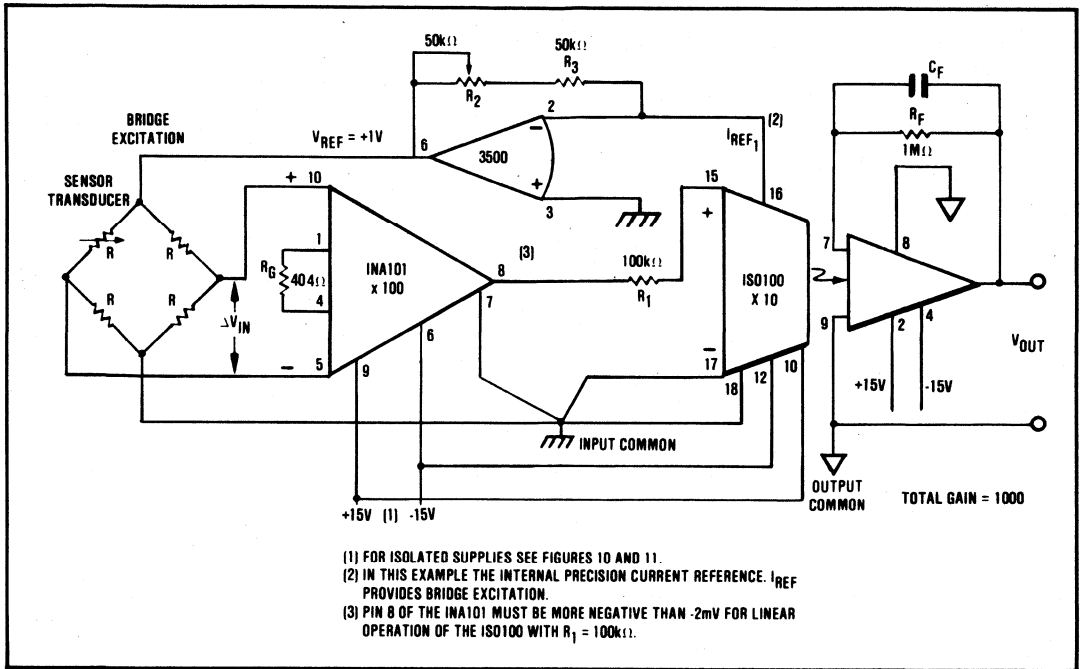 50kΩ
50kΩ
R3
R2
CF
RF
1MΩ
BRIDGE
EXCITATION
VREF = +1V
6
2
−
3500
+
3
IREF1
(2)
SENSOR
TRANSDUCER
R
R
R
R
ΔVIN
+ 10
1
RG
404Ω
4
− 5
INA101
x 100
8
(3)
7
6
9
100kΩ
R1
15
+
16
ISO100
X 10
−
17
18
12
10
7
8
9
2
4
+15V
-15V
VOUT
INPUT COMMON
OUTPUT
COMMON
TOTAL GAIN = 1000
+15V (1) -15V
(1) FOR ISOLATED SUPPLIES SEE FIGURES 10 AND 11.
(2) IN THIS EXAMPLE THE INTERNAL PRECISION CURRENT REFERENCE. IREF
PROVIDES BRIDGE EXCITATION.
(3) PIN 8 OF THE INA101 MUST BE MORE NEGATIVE THAN -2mV FOR LINEAR
OPERATION OF THE ISO100 WITH R1 = 100kΩ.